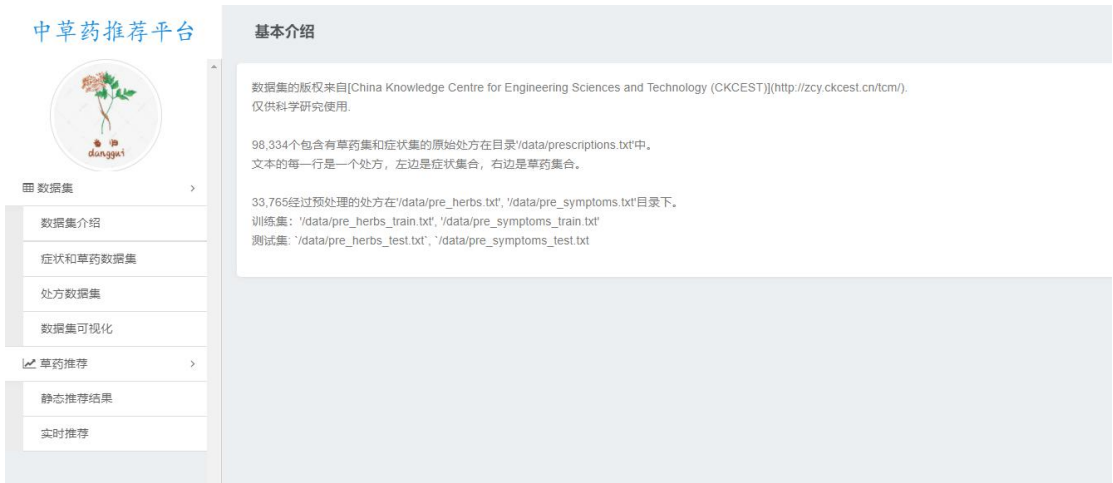 中草药推荐平台
danggui
数据集
数据集介绍
症状和草药数据集
处方数据集
数据集可视化
草药推荐
静态推荐结果
实时推荐
基本介绍
数据集的版权来自[China Knowledge Centre for Engineering Sciences and Technology (CKCEST)](http://zcy.ckcest.cn/tcm/).
仅供科学研究使用.
98,334个包含有草药集和症状集的原始处方在目录'/data/prescriptions.txt'中。
文本的每一行是一个处方，左边是症状集合，右边是草药集合。
33,765经过预处理的处方在'/data/pre_herbs.txt', '/data/pre_symptoms.txt'目录下。
训练集：'/data/pre_herbs_train.txt', '/data/pre_symptoms_train.txt'
测试集: `/data/pre_herbs_test.txt`, `/data/pre_symptoms_test.txt